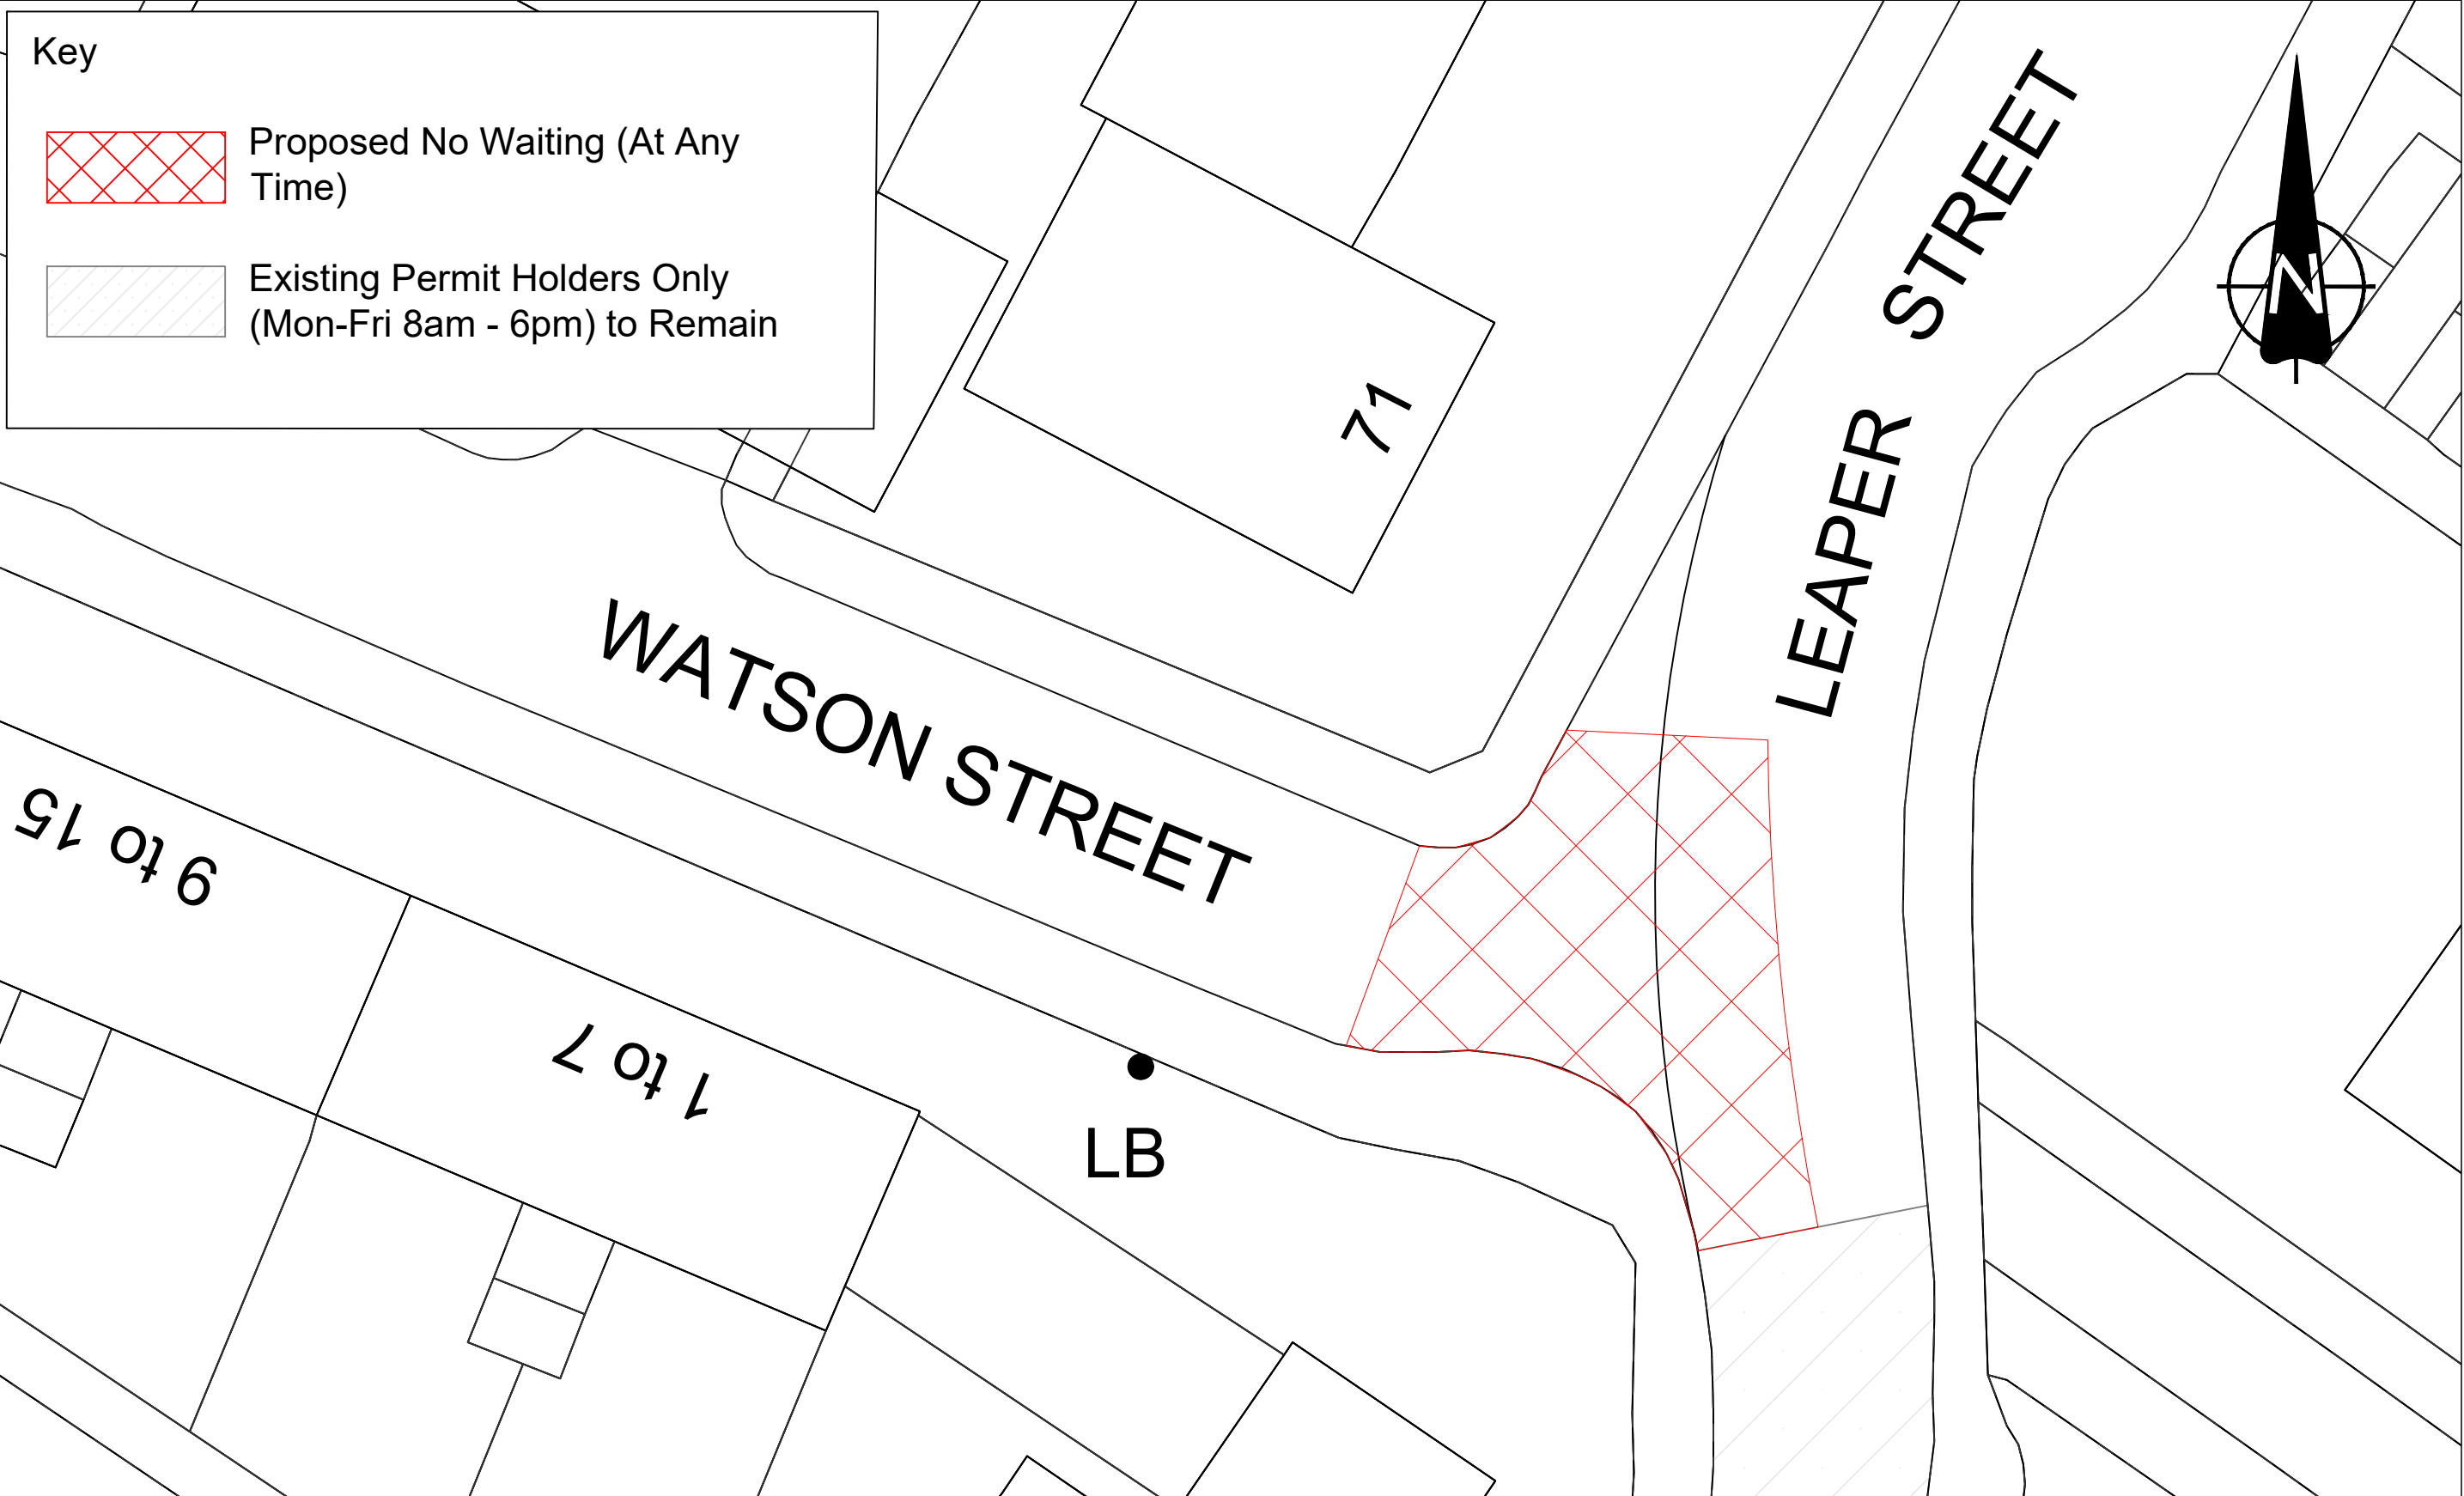 Key
Proposed No Waiting (At Any
Time)
Existing Permit Holders Only
(Mon-Fri 8am - 6pm) to Remain
LEAPER STREET
N
71
WATSON STREET
9 to 15
1 to 7
LB